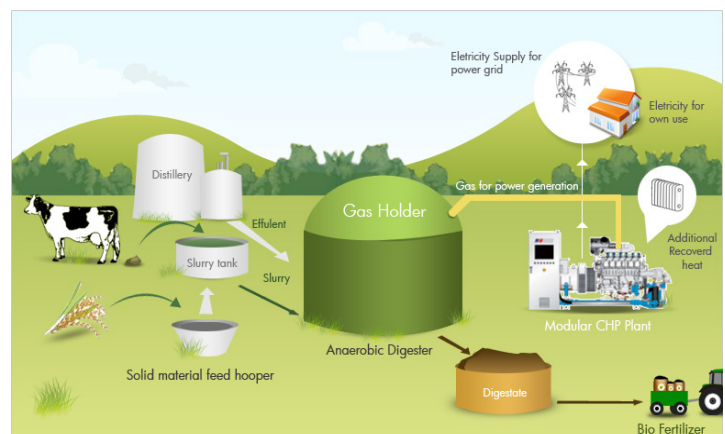 Eletricity Supply for
power grid
Eletricity for
own use
Distillery
Gas for power generation
Gas Holder
Effulent
Additional
Recoverd
heat
Slurry tank
Slurry
Modular CHP Plant
Anaerobic Digester
Solid material feed hooper
Digestate
Bio Fertilizer